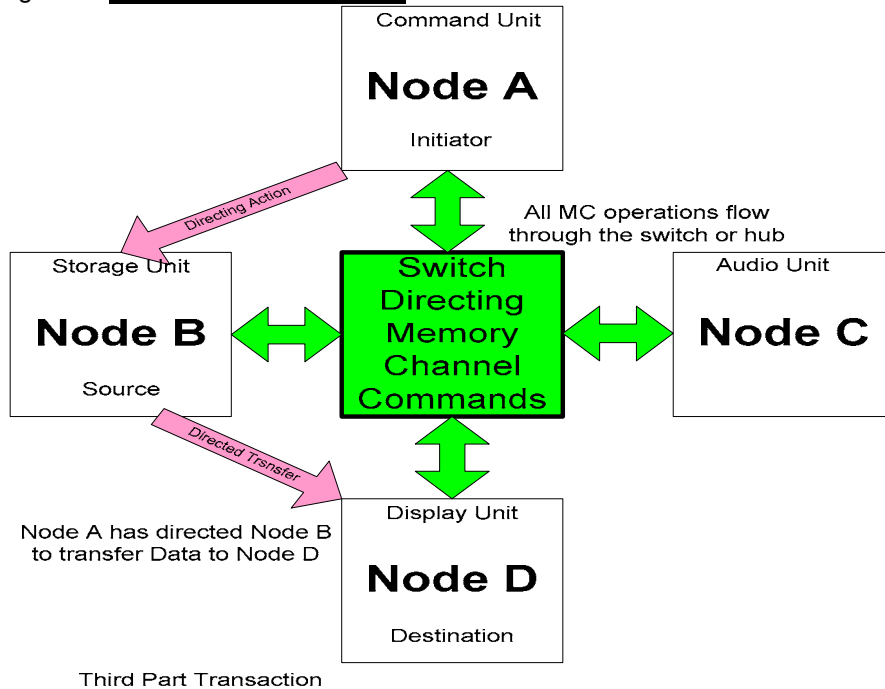 Command Unit
Node A
Initiator
Directing Action
All MC operations flow
through the switch or hub
Storage Unit
Node B
Source
Switch
Directing
Memory
Channel
Commands
Audio Unit
Node C
Directed Trsnsfer
Node A has directed Node B
to transfer Data to Node D
Display Unit
Node D
Destination
Third Part Transaction